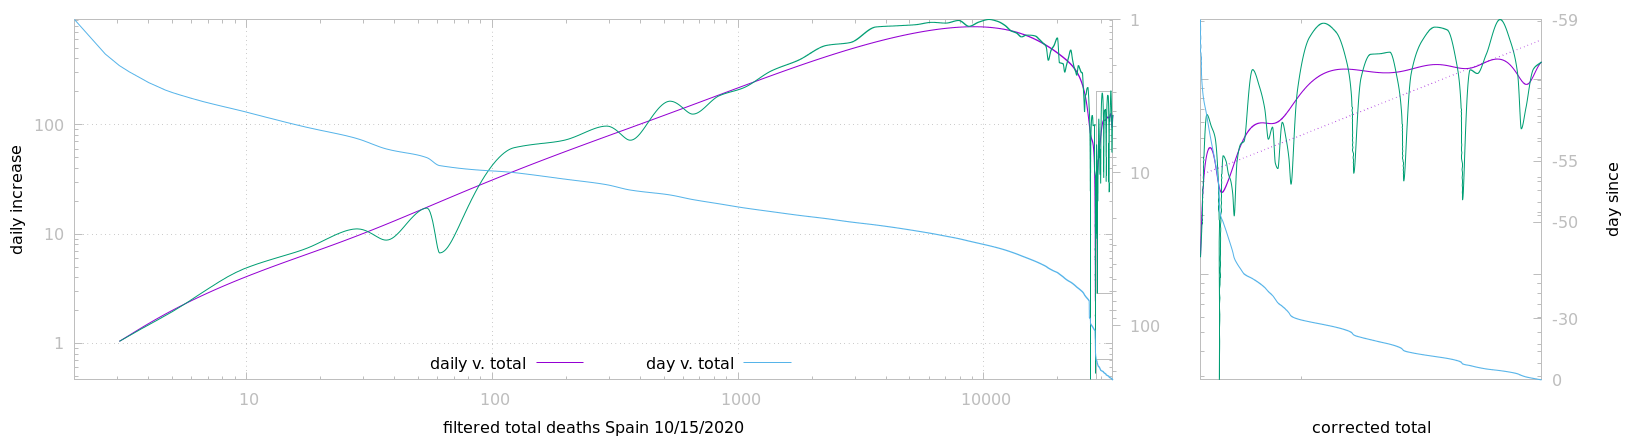 daily increase
100
10
1
10
100
1000
10000
1
10
100
daily v. total
day v. total
filtered total deaths Spain 10/15/2020
-59
-55
-50
-30
0
day since
corrected total